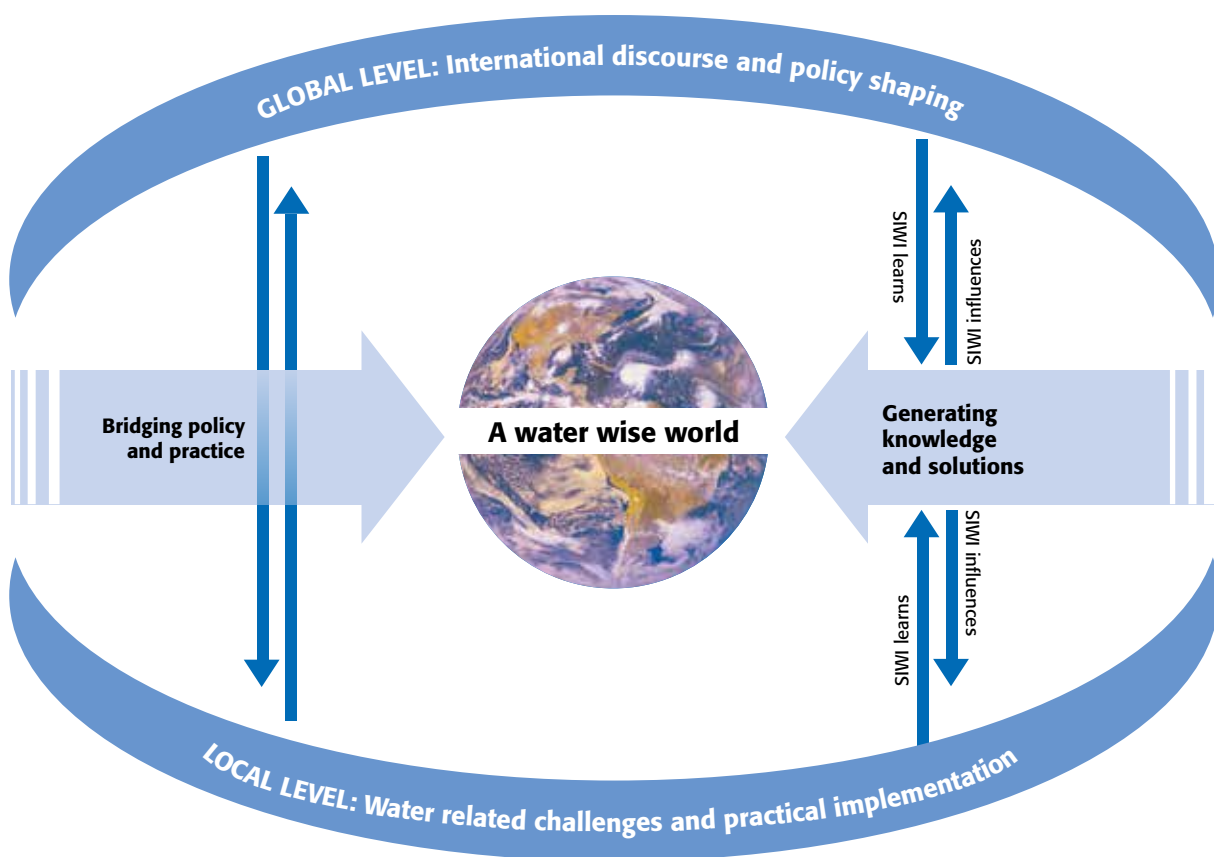 GLOBAL LEVEL: International discourse and policy shaping
SIWI learns
SIWI influences
Bridging policy
and practice
A water wise world
Generating
knowledge
and solutions
SIWI learns
SIWI influences
LOCAL LEVEL: Water related challenges and practical implementation